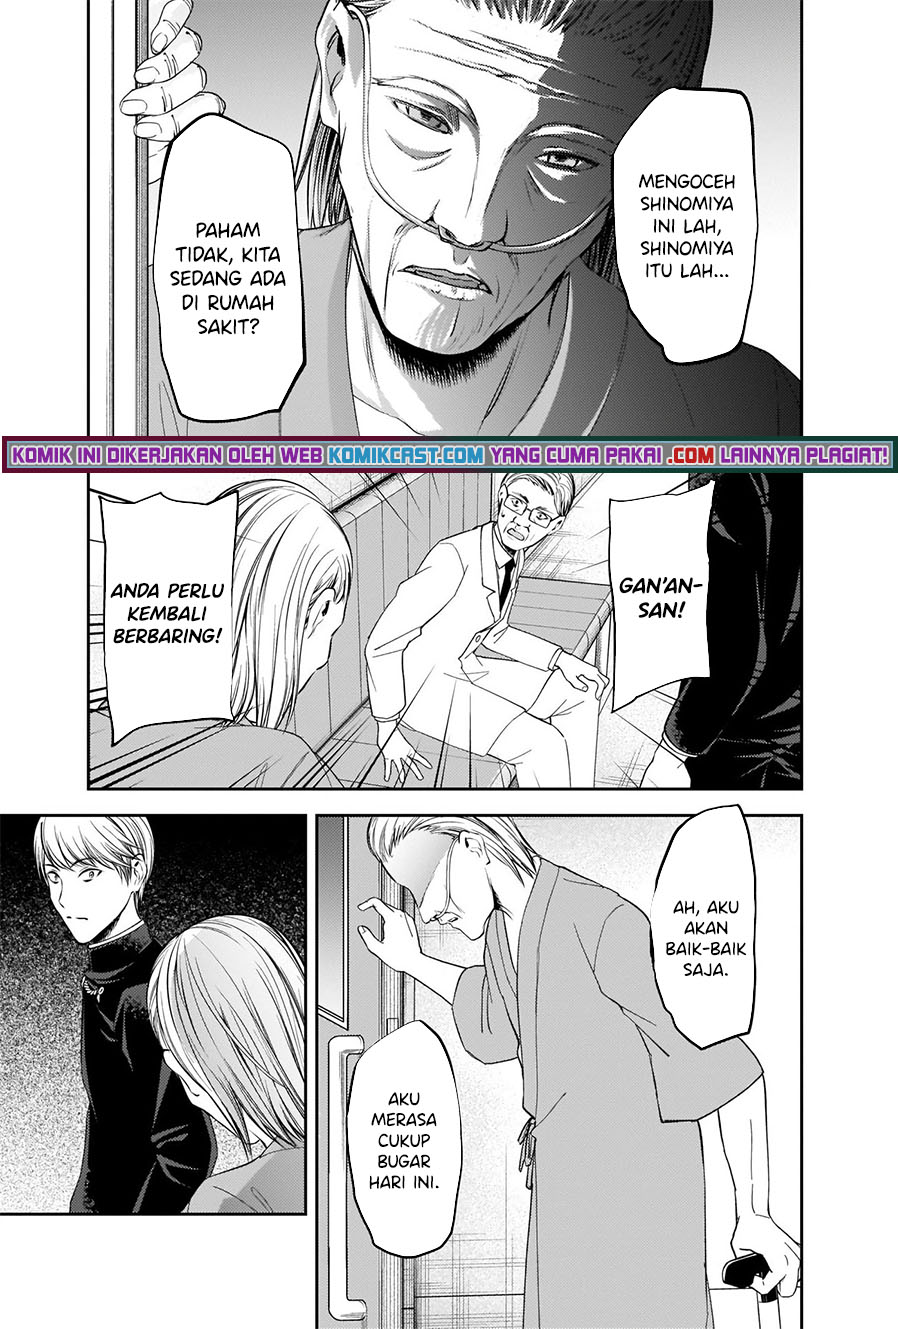 MENGOCEH
SHINOMIYA
INI LAH,
SHINOMIYA
ITU LAH...
PAHAM
TIDAK, KITA
SEDANG ADA
DI RUMAH
SAKIT?
KOMIK INI DIKERJAKAN OLEH WEB KOMIKCAST.COM YANG CUMA PAKAI .COM LAINNYA PLAGIAT!
GAN'AN-
SAN!
ANDA PERLU
KEMBALI
BERBARING!
AH, AKU
AKAN
BAIK-BAIK
SAJA.
AKU
MERASA
CUKUP
BUGAR
HARI INI.